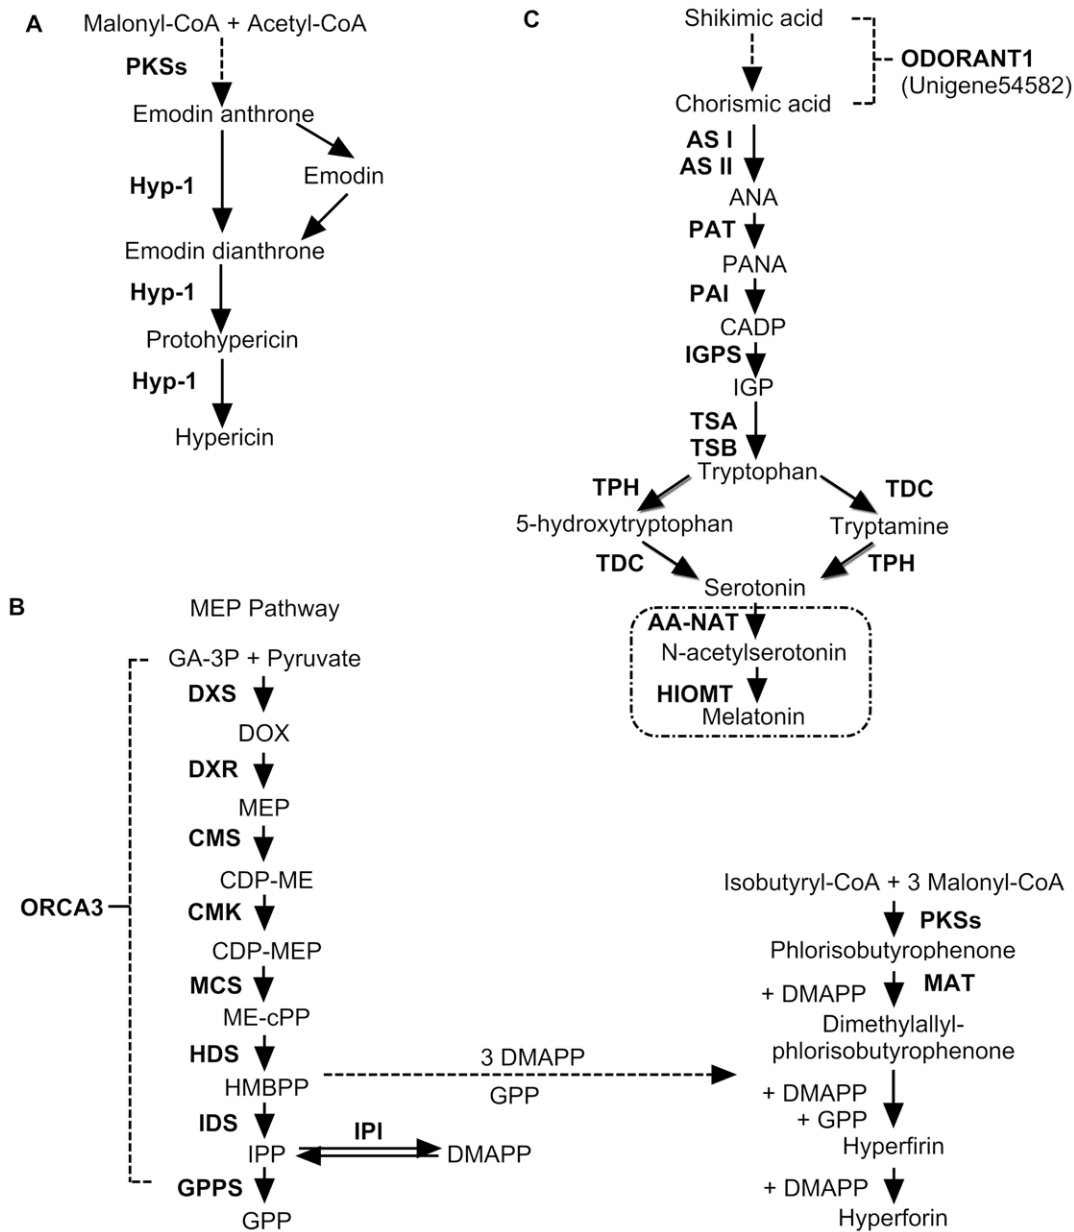 A
Malonyl-CoA + Acetyl-CoA
PKSs
Emodin anthrone
Emodin
Hyp-1
Emodin dianthrone
Hyp-1
Protohypericin
Hyp-1
Hypericin
B
MEP Pathway
GA-3P + Pyruvate
DXS
DOX
DXR
MEP
CMS
CDP-ME
ORCA3
CMK
CDP-MEP
MCS
ME-cPP
HDS
HMBPP
IDS
IPP
IPI
DMAPP
GPPS
GPP
3 DMAPP
GPP
Isobutyryl-CoA + 3 Malonyl-CoA
PKSs
Phlorisobutyrophenone
+ DMAPP
MAT
Dimethylallyl-
phlorisobutyrophenone
+ DMAPP
+ GPP
Hyperfirin
+ DMAPP
Hyperforin
C
Shikimic acid
ODORANT1
(Unigene54582)
Chorismic acid
AS I
AS II
ANA
PAT
PANA
PAI
CADP
IGPS
IGP
TSA
TSB
Tryptophan
TPH
TDC
5-hydroxytryptophan
Tryptamine
TDC
TPH
Serotonin
AA-NAT
N-acetylserotonin
HIOMT
Melatonin